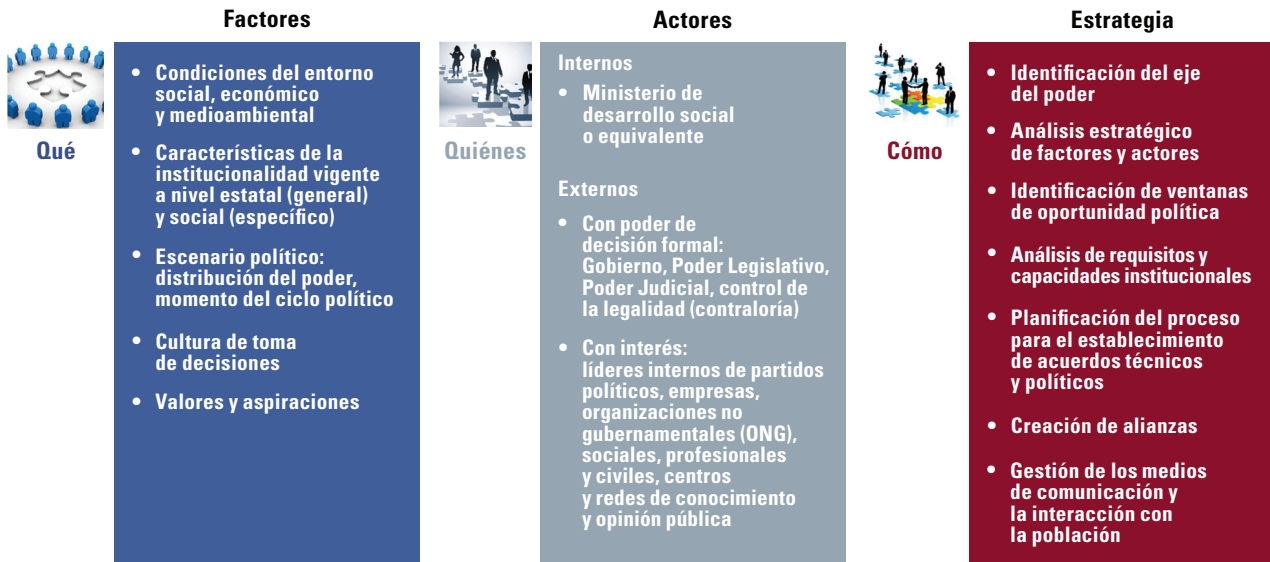 Factores
Qué
• Condiciones del entorno
social, económico
y medioambiental
• Características de la
institucionalidad vigente
a nivel estatal (general)
y social (específico)
• Escenario político:
distribución del poder,
momento del ciclo político
• Cultura de toma
de decisiones
• Valores y aspiraciones
Actores
Quiénes
Internos
• Ministerio de
desarrollo social
o equivalente
Externos
• Con poder de
decisión formal:
Gobierno, Poder Legislativo,
Poder Judicial, control de
la legalidad (contraloría)
• Con interés:
líderes internos de partidos
políticos, empresas,
organizaciones no
gubernamentales (ONG),
sociales, profesionales
y civiles, centros
y redes de conocimiento
y opinión pública
Estrategia
Cómo
• Identificación del eje
del poder
• Análisis estratégico
de factores y actores
• Identificación de ventanas
de oportunidad política
• Análisis de requisitos y
capacidades institucionales
• Planificación del proceso
para el establecimiento
de acuerdos técnicos
y políticos
• Creación de alianzas
• Gestión de los medios
de comunicación y
la interacción con
la población